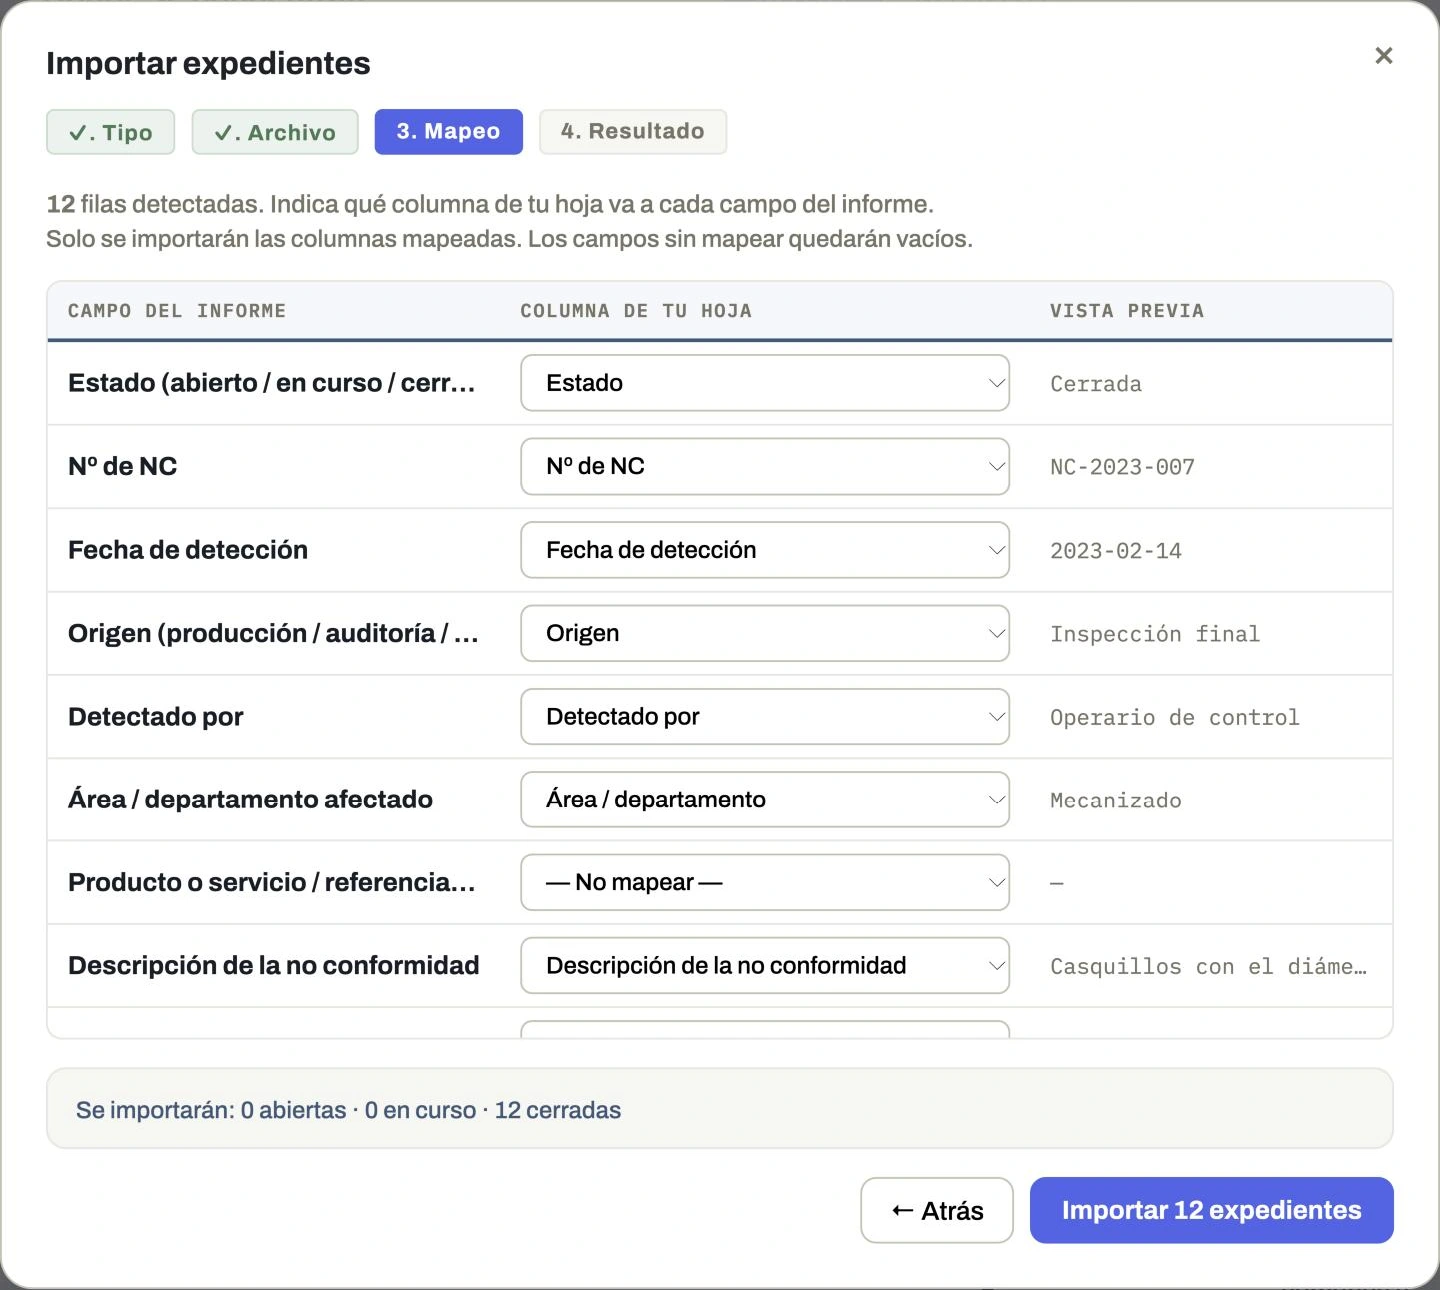 Importar expedientes
×
✓. Tipo
✓. Archivo
3. Mapeo
4. Resultado
12 filas detectadas. Indica qué columna de tu hoja va a cada campo del informe.
Solo se importarán las columnas mapeadas. Los campos sin mapear quedarán vacíos.
CAMPO DEL INFORME COLUMNA DE TU HOJA VISTA PREVIA
Estado (abierto / en curso / cerr... Estado Cerrada
Nº de NC Nº de NC NC-2023-007
Fecha de detección Fecha de detección 2023-02-14
Origen (producción / auditoría / ... Origen Inspección final
Detectado por Detectado por Operario de control
Área / departamento afectado Área / departamento Mecanizado
Producto o servicio / referencia... — No mapear — —
Descripción de la no conformidad Descripción de la no conformidad Casquillos con el diáme…
Se importarán: 0 abiertas · 0 en curso · 12 cerradas
← Atrás
Importar 12 expedientes